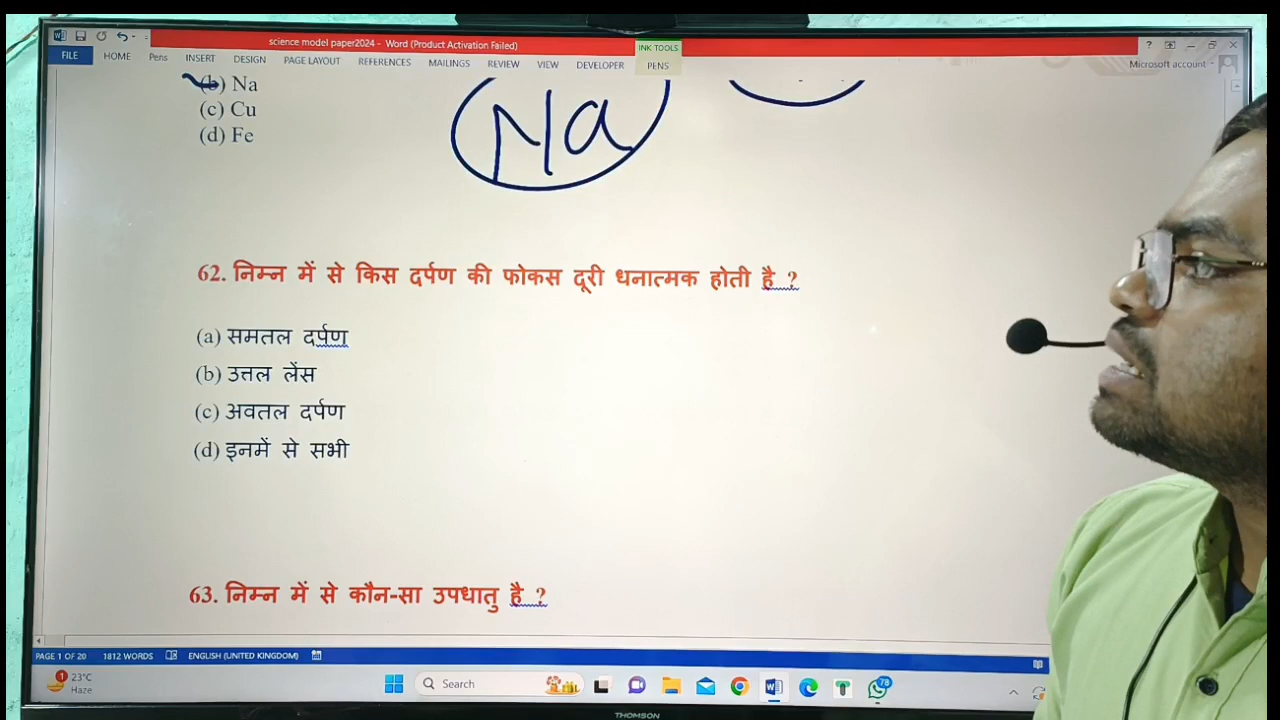 science model paper2024 - Word (Product Activation Failed)
INK TOOLS
FILE HOME Pens INSERT DESIGN PAGE LAYOUT REFERENCES MAILINGS REVIEW VIEW DEVELOPER PENS
Microsoft account
(b) Na
(c) Cu
(d) Fe
Na
62. निम्न में से किस दर्पण की फोकस दूरी धनात्मक होती है ?
(a) समतल दर्पण
(b) उत्तल लेंस
(c) अवतल दर्पण
(d) इनमें से सभी
63. निम्न में से कौन-सा उपधातु है ?
PAGE 1 OF 20 1812 WORDS ENGLISH (UNITED KINGDOM)
1
23°C
Haze
Search
78
THOMSON